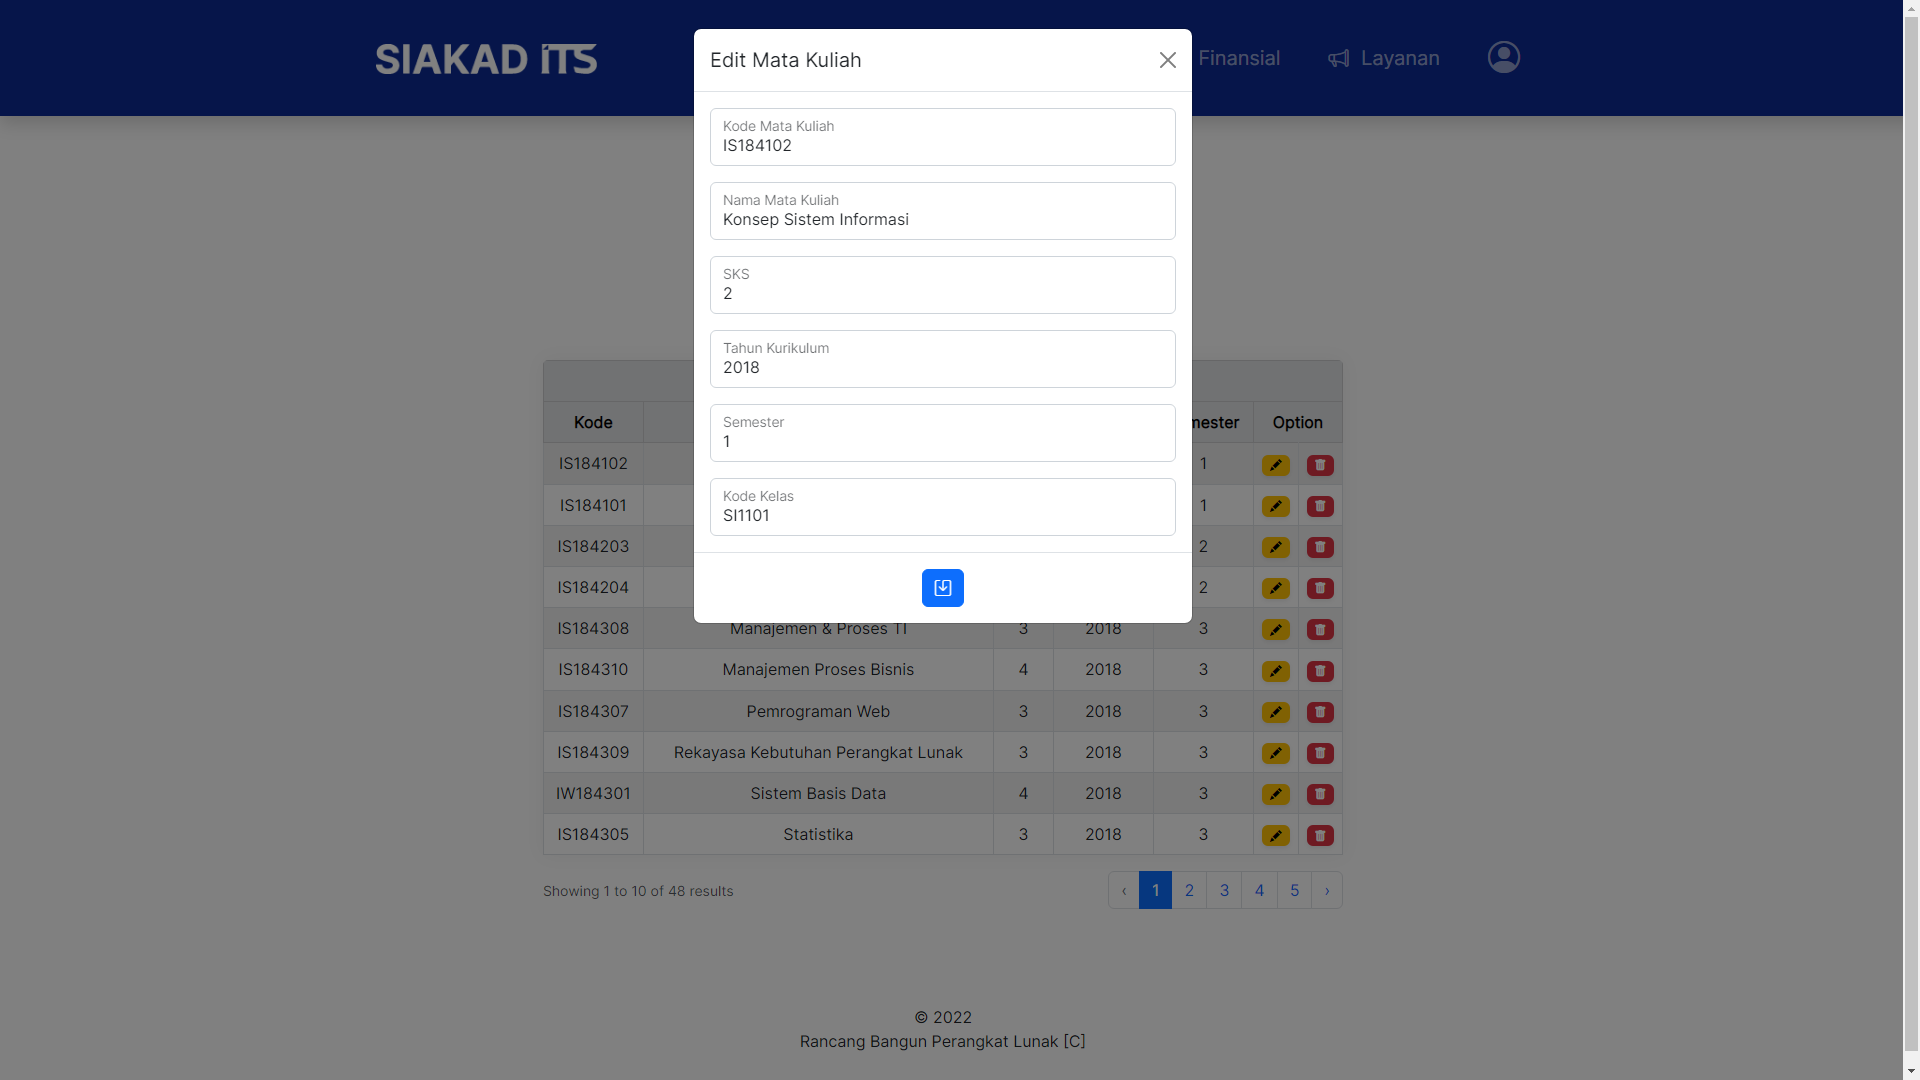 SIAKAD ITS
Finansial
Layanan
Edit Mata Kuliah
Kode Mata Kuliah
IS184102
Nama Mata Kuliah
Konsep Sistem Informasi
SKS
2
Tahun Kurikulum
2018
Semester
1
Kode Kelas
SI1101
Kode mester Option
IS184102 1
IS184101 1
IS184203 2
IS184204 2
IS184308 Manajemen & Proses TI 3 2018 3
IS184310 Manajemen Proses Bisnis 4 2018 3
IS184307 Pemrograman Web 3 2018 3
IS184309 Rekayasa Kebutuhan Perangkat Lunak 3 2018 3
IW184301 Sistem Basis Data 4 2018 3
IS184305 Statistika 3 2018 3
Showing 1 to 10 of 48 results
‹ 1 2 3 4 5 ›
© 2022
Rancang Bangun Perangkat Lunak [C]